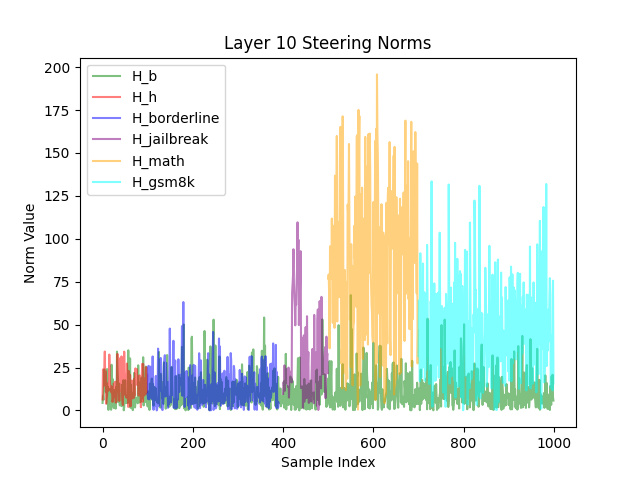 Layer 10 Steering Norms
200
175
150
125
100
75
50
25
0
Norm Value
H_b
H_h
H_borderline
H_jailbreak
H_math
H_gsm8k
0
200
400
600
800
1000
Sample Index